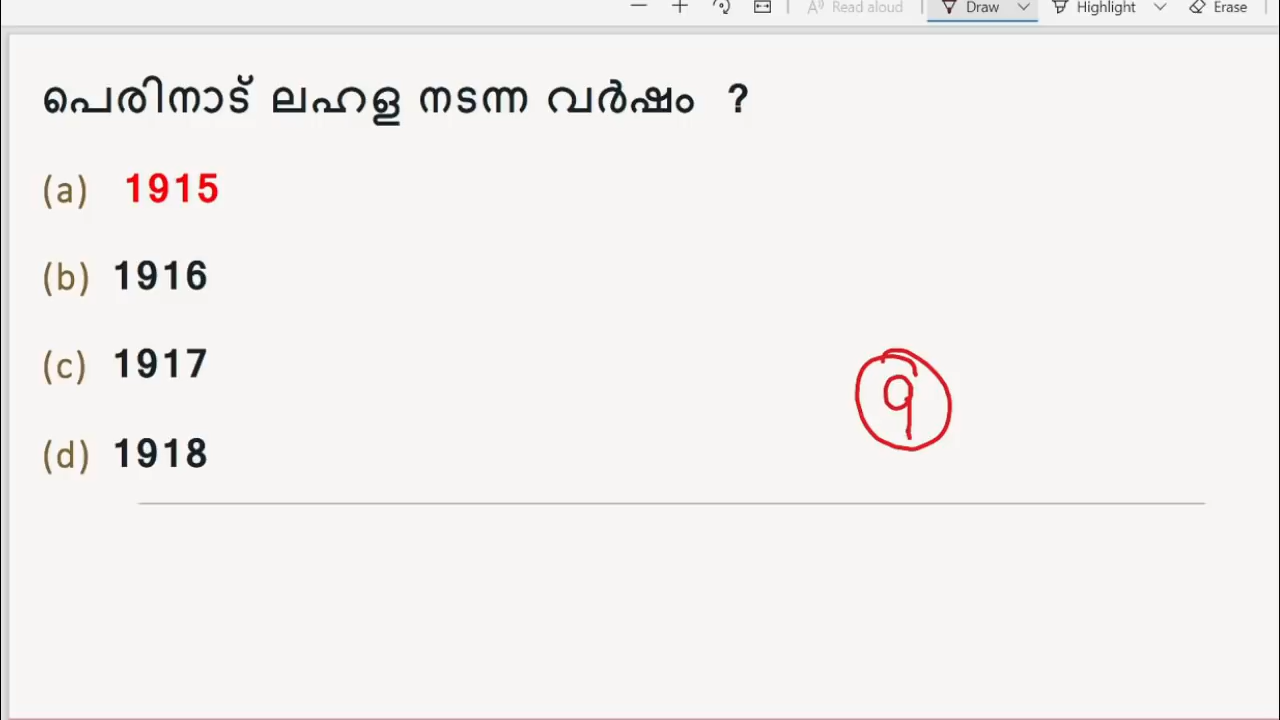 Read aloud Draw Highlight Erase
പെരിനാട് ലഹള നടന്ന വർഷം ?
(a) 1915
(b) 1916
(c) 1917
9
(d) 1918